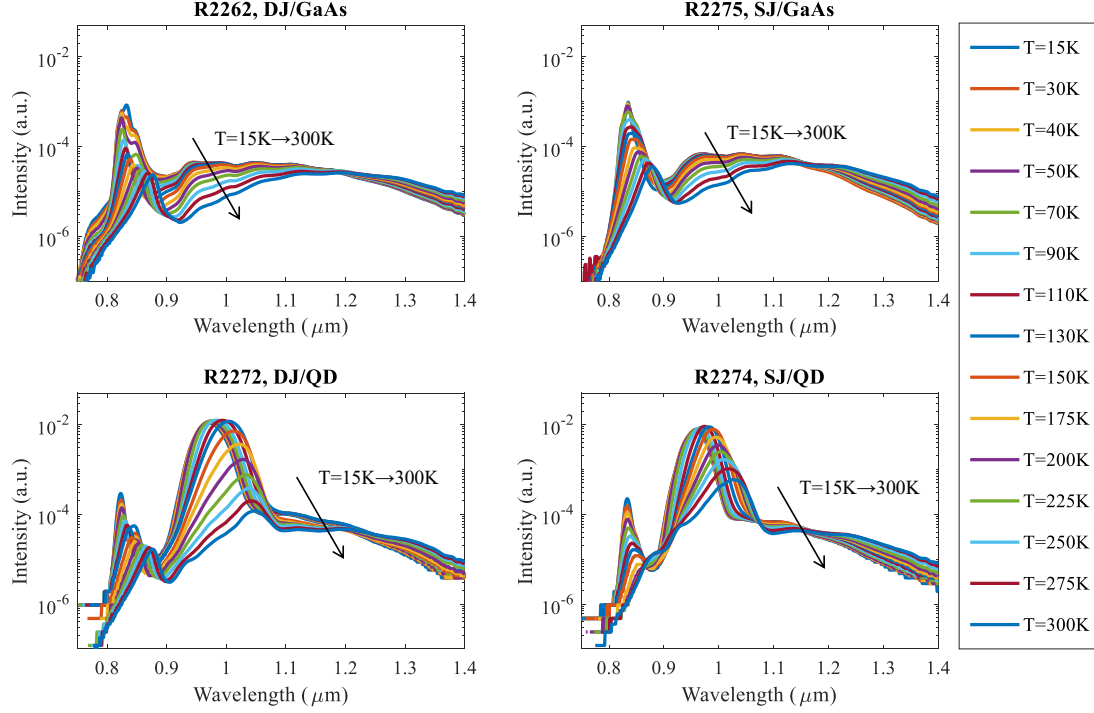 R2262, DJ/GaAs
Intensity (a.u.)
10⁻²
10⁻⁴
10⁻⁶
T=15K→300K
0.8 0.9 1 1.1 1.2 1.3 1.4
Wavelength (μm)
R2275, SJ/GaAs
Intensity (a.u.)
10⁻²
10⁻⁴
10⁻⁶
T=15K→300K
0.8 0.9 1 1.1 1.2 1.3 1.4
Wavelength (μm)
R2272, DJ/QD
Intensity (a.u.)
10⁻²
10⁻⁴
10⁻⁶
T=15K→300K
0.8 0.9 1 1.1 1.2 1.3 1.4
Wavelength (μm)
R2274, SJ/QD
Intensity (a.u.)
10⁻²
10⁻⁴
10⁻⁶
T=15K→300K
0.8 0.9 1 1.1 1.2 1.3 1.4
Wavelength (μm)
T=15K
T=30K
T=40K
T=50K
T=70K
T=90K
T=110K
T=130K
T=150K
T=175K
T=200K
T=225K
T=250K
T=275K
T=300K